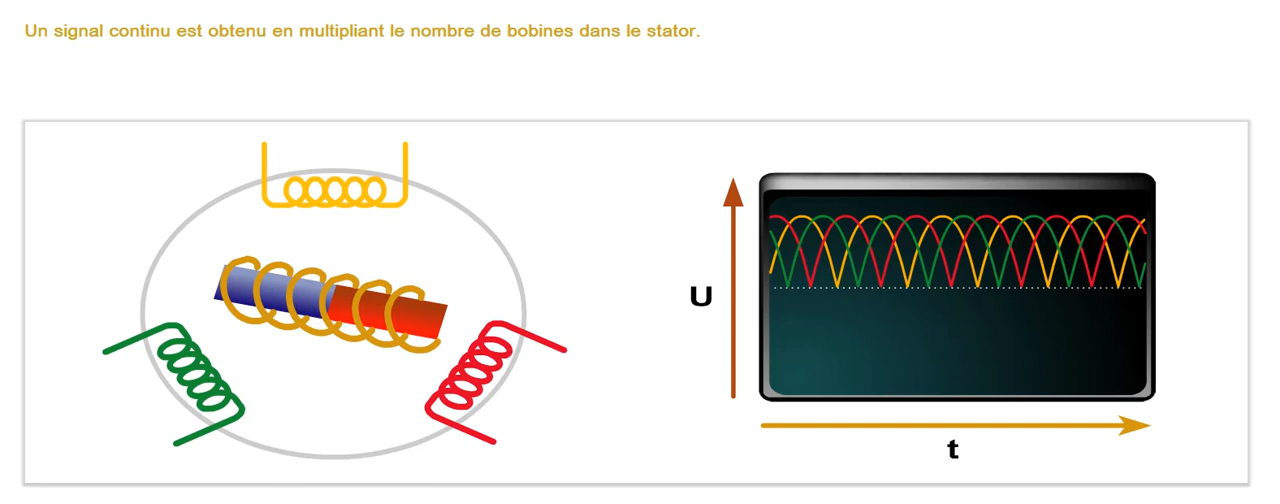 Un signal continu est obtenu en multipliant le nombre de bobines dans le stator.
U
t